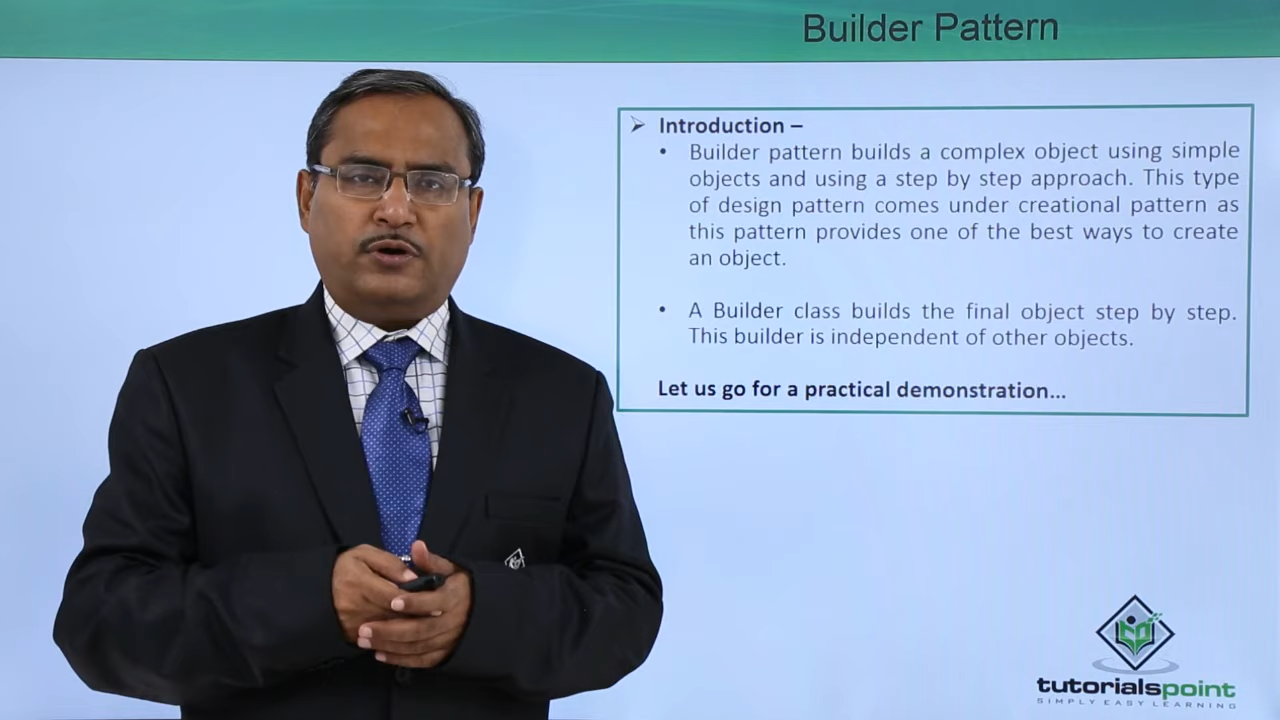 Builder Pattern
Introduction –
Builder pattern builds a complex object using simple
objects and using a step by step approach. This type
of design pattern comes under creational pattern as
this pattern provides one of the best ways to create
an object.
A Builder class builds the final object step by step.
This builder is independent of other objects.
Let us go for a practical demonstration...
tutorialspoint
SIMPLY EASY LEARNING